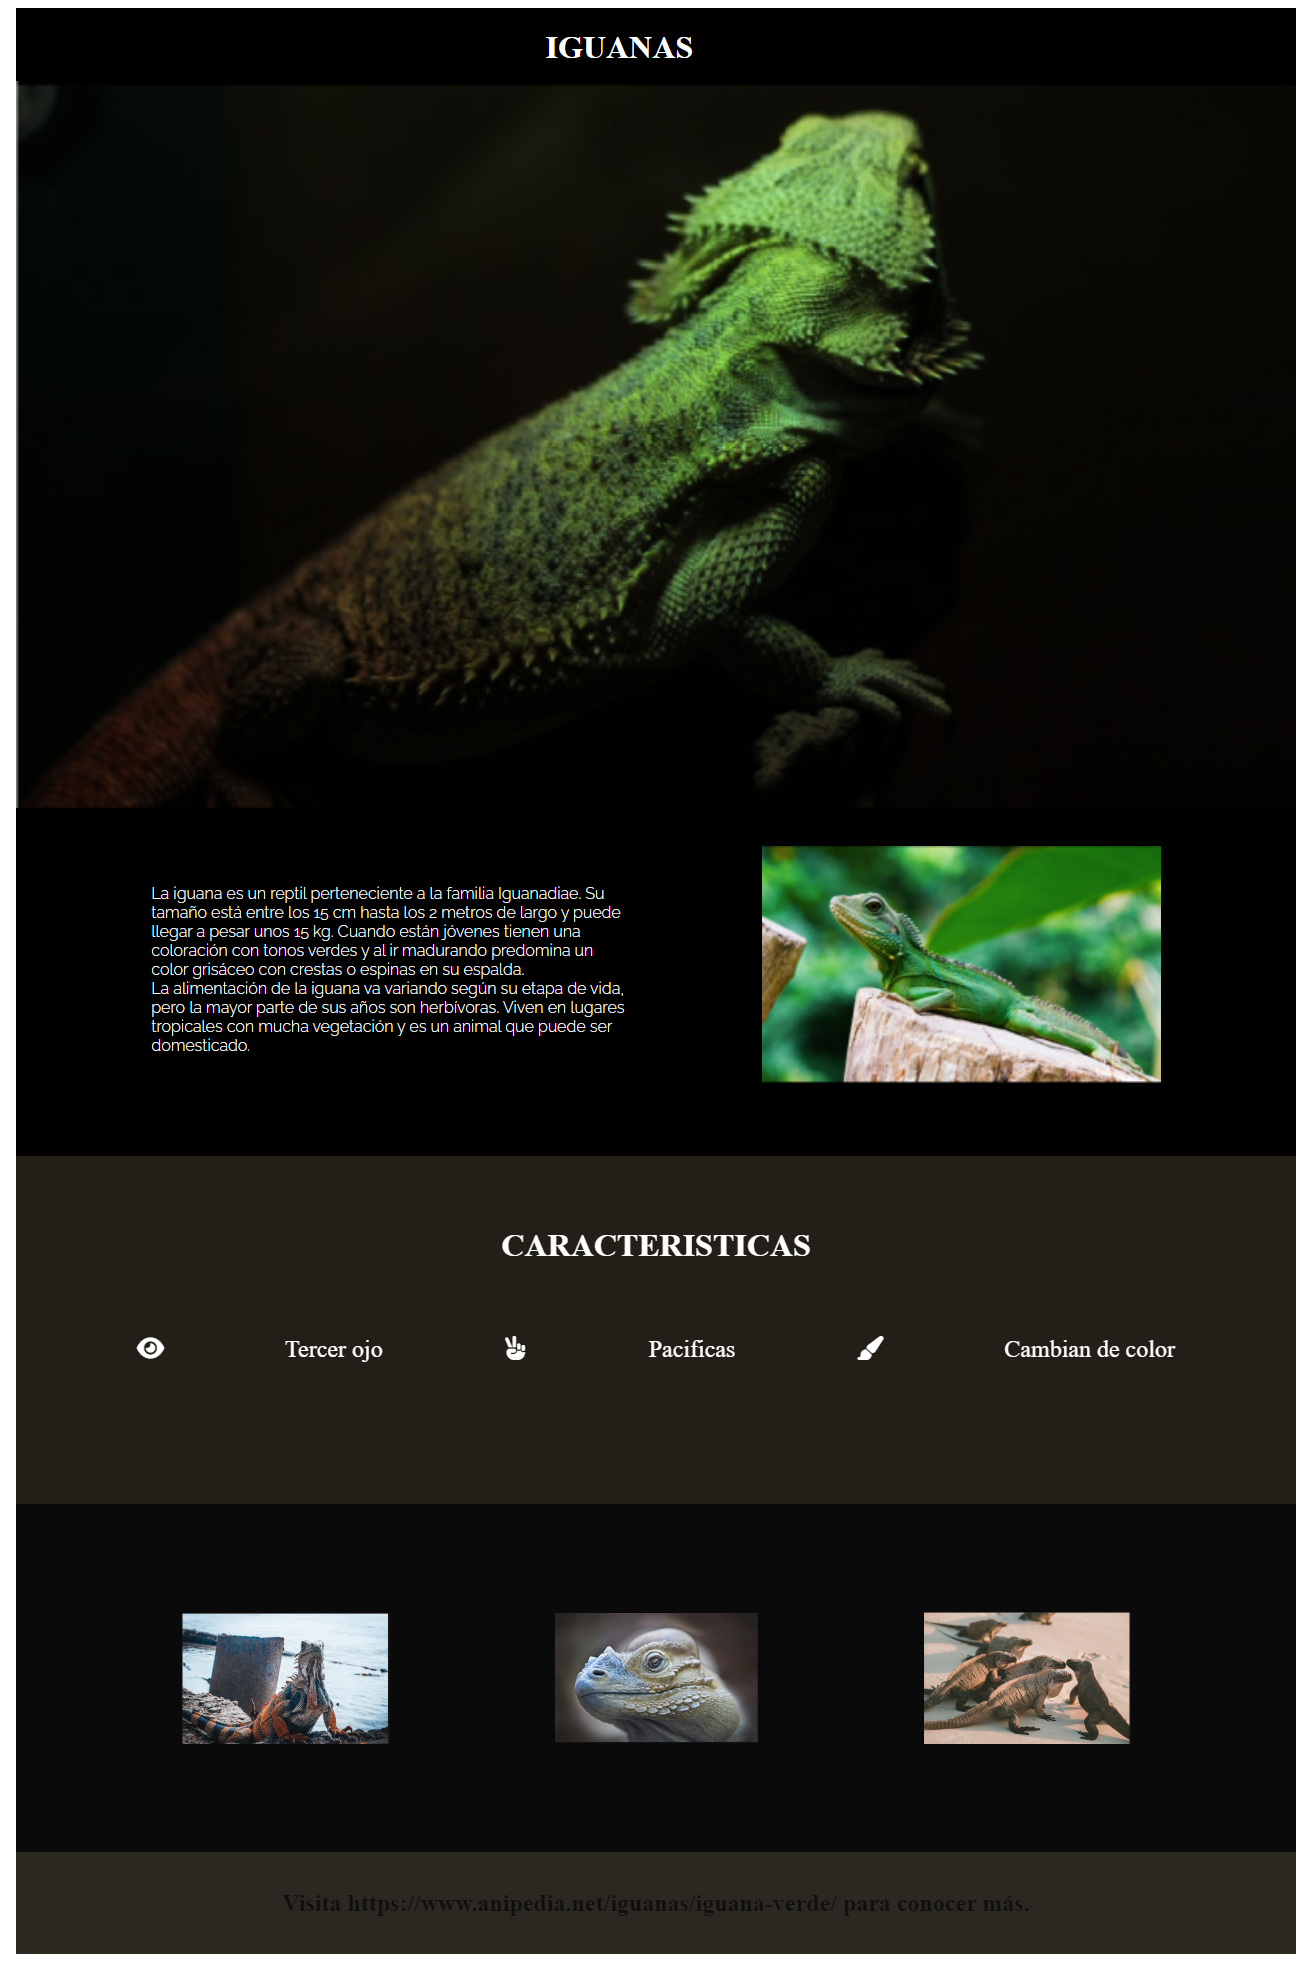 IGUANAS
La iguana es un reptil perteneciente a la familia Iguanadiae. Su
tamaño está entre los 15 cm hasta los 2 metros de largo y puede
llegar a pesar unos 15 kg. Cuando están jóvenes tienen una
coloración con tonos verdes y al ir madurando predomina un
color grisáceo con crestas o espinas en su espalda.
La alimentación de la iguana va variando según su etapa de vida,
pero la mayor parte de sus años son herbívoras. Viven en lugares
tropicales con mucha vegetación y es un animal que puede ser
domesticado.
CARACTERISTICAS
Tercer ojo Pacificas Cambian de color
Visita https://www.anipedia.net/iguanas/iguana-verde/ para conocer más.